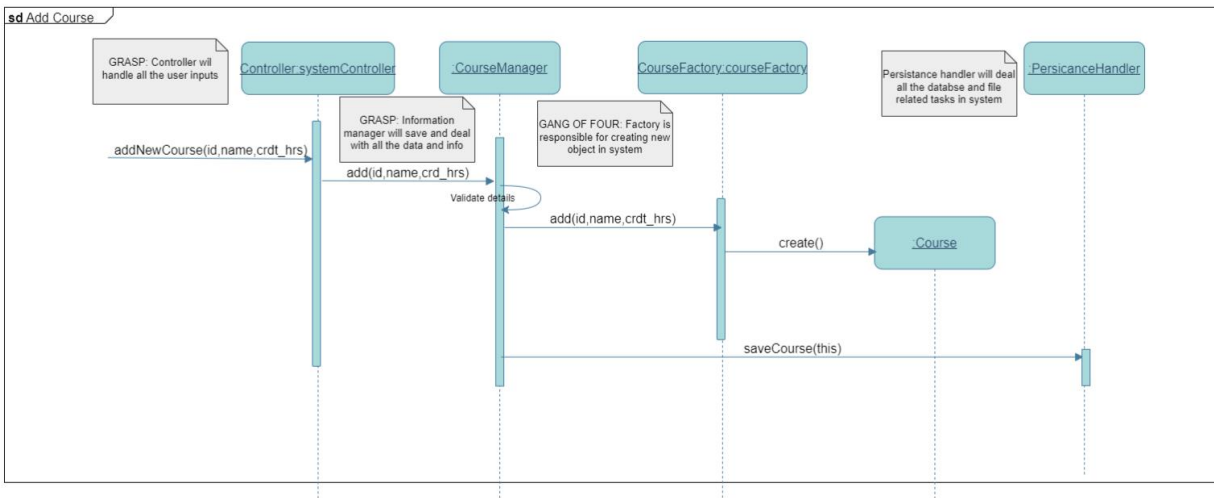 sd Add Course
GRASP: Controller wil
handle all the user inputs
Controller:systemController
:CourseManager
CourseFactory:courseFactory
Persistance handler will deal
all the databse and file
related tasks in system
:PersicanceHandler
GRASP: Information
manager will save and deal
with all the data and info
GANG OF FOUR: Factory is
responsible for creating new
object in system
addNewCourse(id,name,crdt_hrs)
add(id,name,crd_hrs)
Validate details
add(id,name,crdt_hrs)
create()
:Course
saveCourse(this)